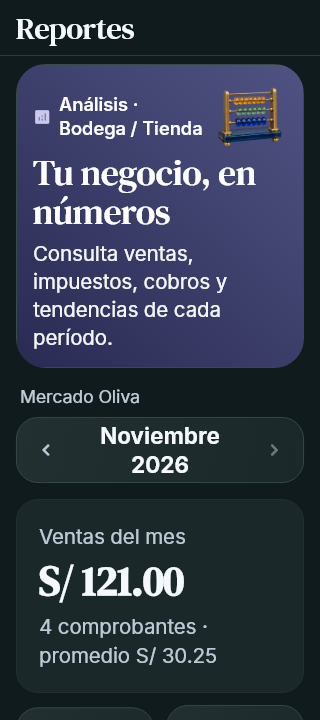 Reportes
Análisis ·
Bodega / Tienda
Tu negocio, en
números
Consulta ventas,
impuestos, cobros y
tendencias de cada
período.
Mercado Oliva
Noviembre
2026
Ventas del mes
S/ 121.00
4 comprobantes ·
promedio S/ 30.25